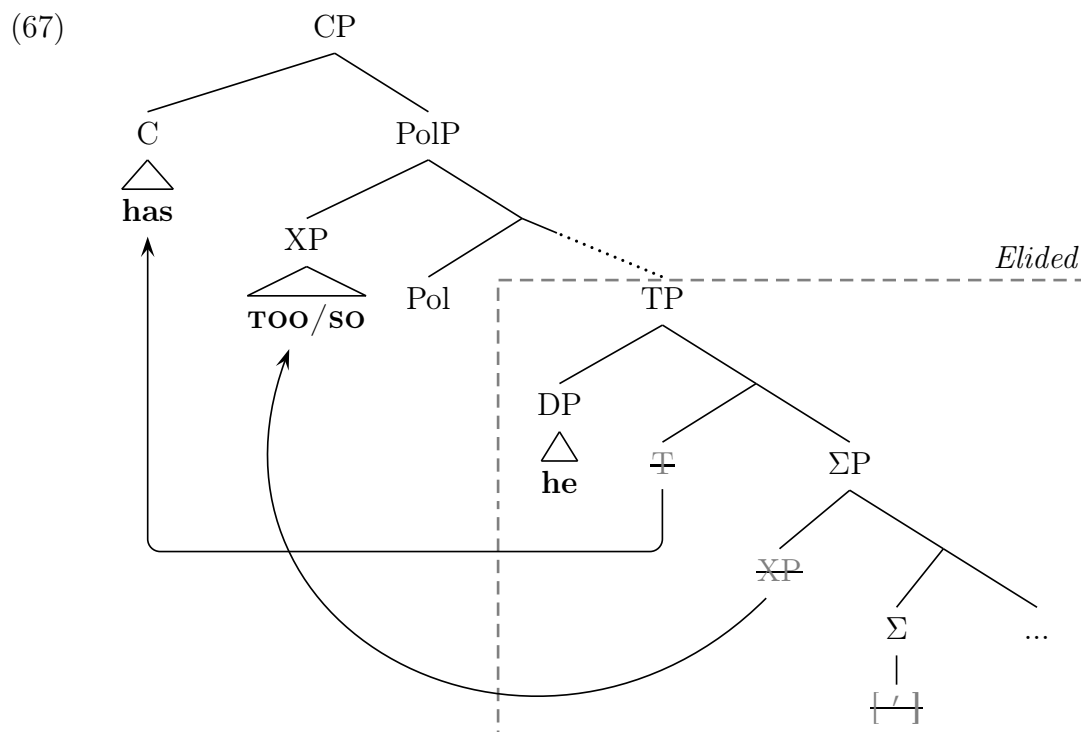 (67)
CP
C PolP
has
XP
Elided
Pol TP
TOO/SO
DP
T ΣP
he
XP
Σ ...
[ ′ ]